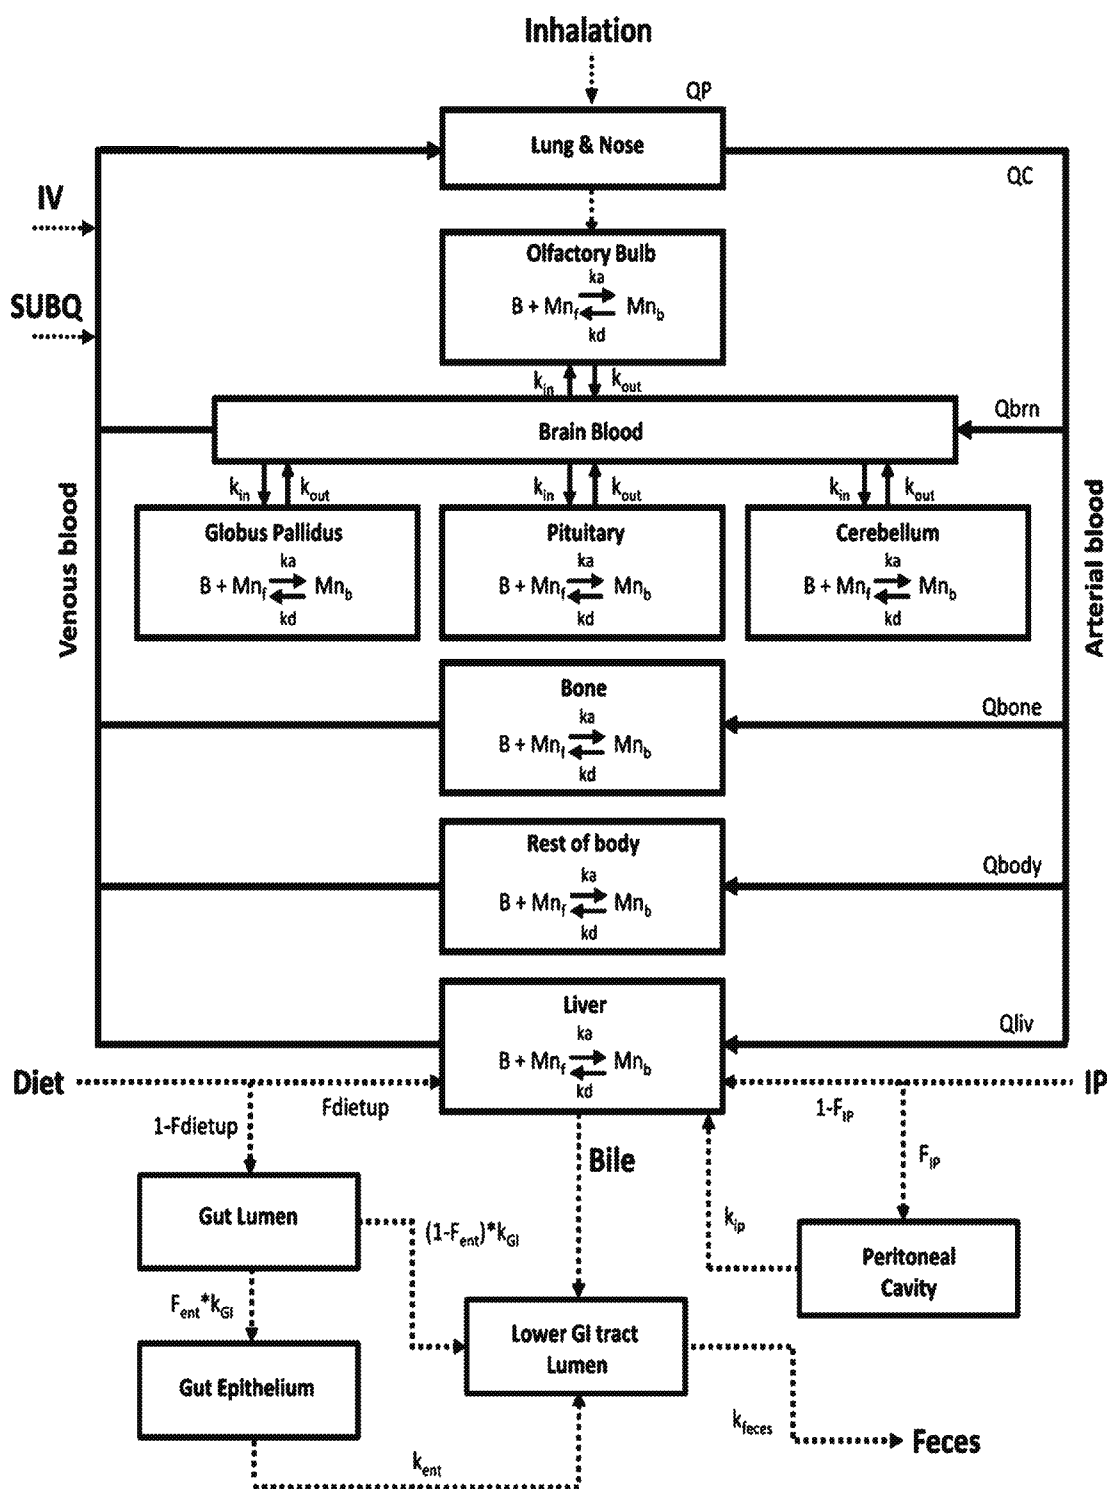 Inhalation
QP
Lung & Nose
QC
IV
SUBQ
Olfactory Bulb
ka
B + Mnf Mnb
kd
kin kout
Qbrn
Brain Blood
kin kout kin kout kin kout
Venous blood
Arterial blood
Globus Pallidus
ka
B + Mnf Mnb
kd
Pituitary
ka
B + Mnf Mnb
kd
Cerebellum
ka
B + Mnf Mnb
kd
Bone
ka
B + Mnf Mnb
kd
Qbone
Rest of body
ka
B + Mnf Mnb
kd
Qbody
Liver
ka
B + Mnf Mnb
kd
Qliv
Diet
Fdietup
1-Fdietup
IP
1-FIP
FIP
Bile
Gut Lumen
(1-Fent)*kGI
kip
Peritoneal
Cavity
Fent*kGI
Lower GI tract
Lumen
Gut Epithelium
kfeces
Feces
kent